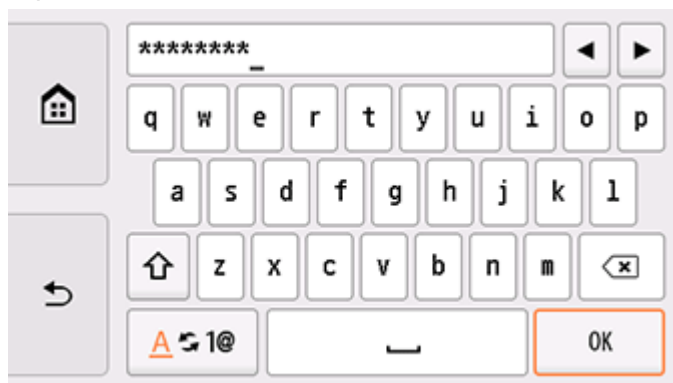 ********_
q w e r t y u i o p
a s d f g h j k l
z x c v b n m
A 1@ OK